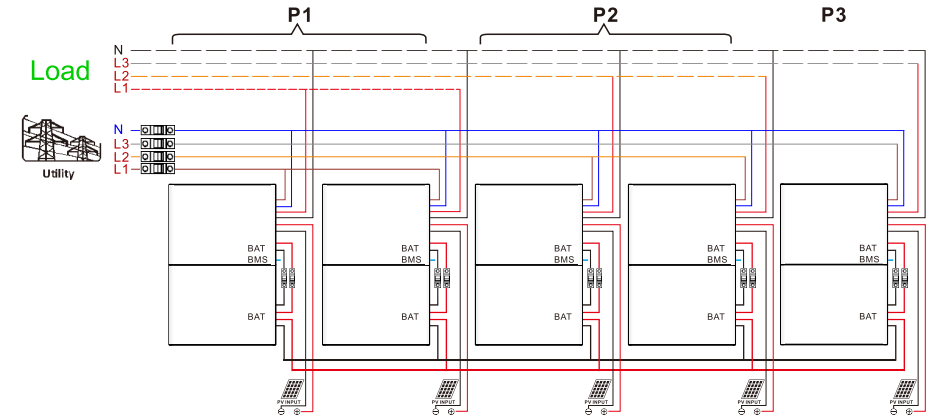 P1 P2 P3
Load
N
L3
L2
L1
Utility
N
L3
L2
L1
BAT BAT BAT BAT BAT
BMS BMS BMS BMS BMS
BAT BAT BAT BAT BAT
PV INPUT PV INPUT PV INPUT PV INPUT PV INPUT
⊖ ⊕ ⊖ ⊕ ⊖ ⊕ ⊖ ⊕ ⊖ ⊕